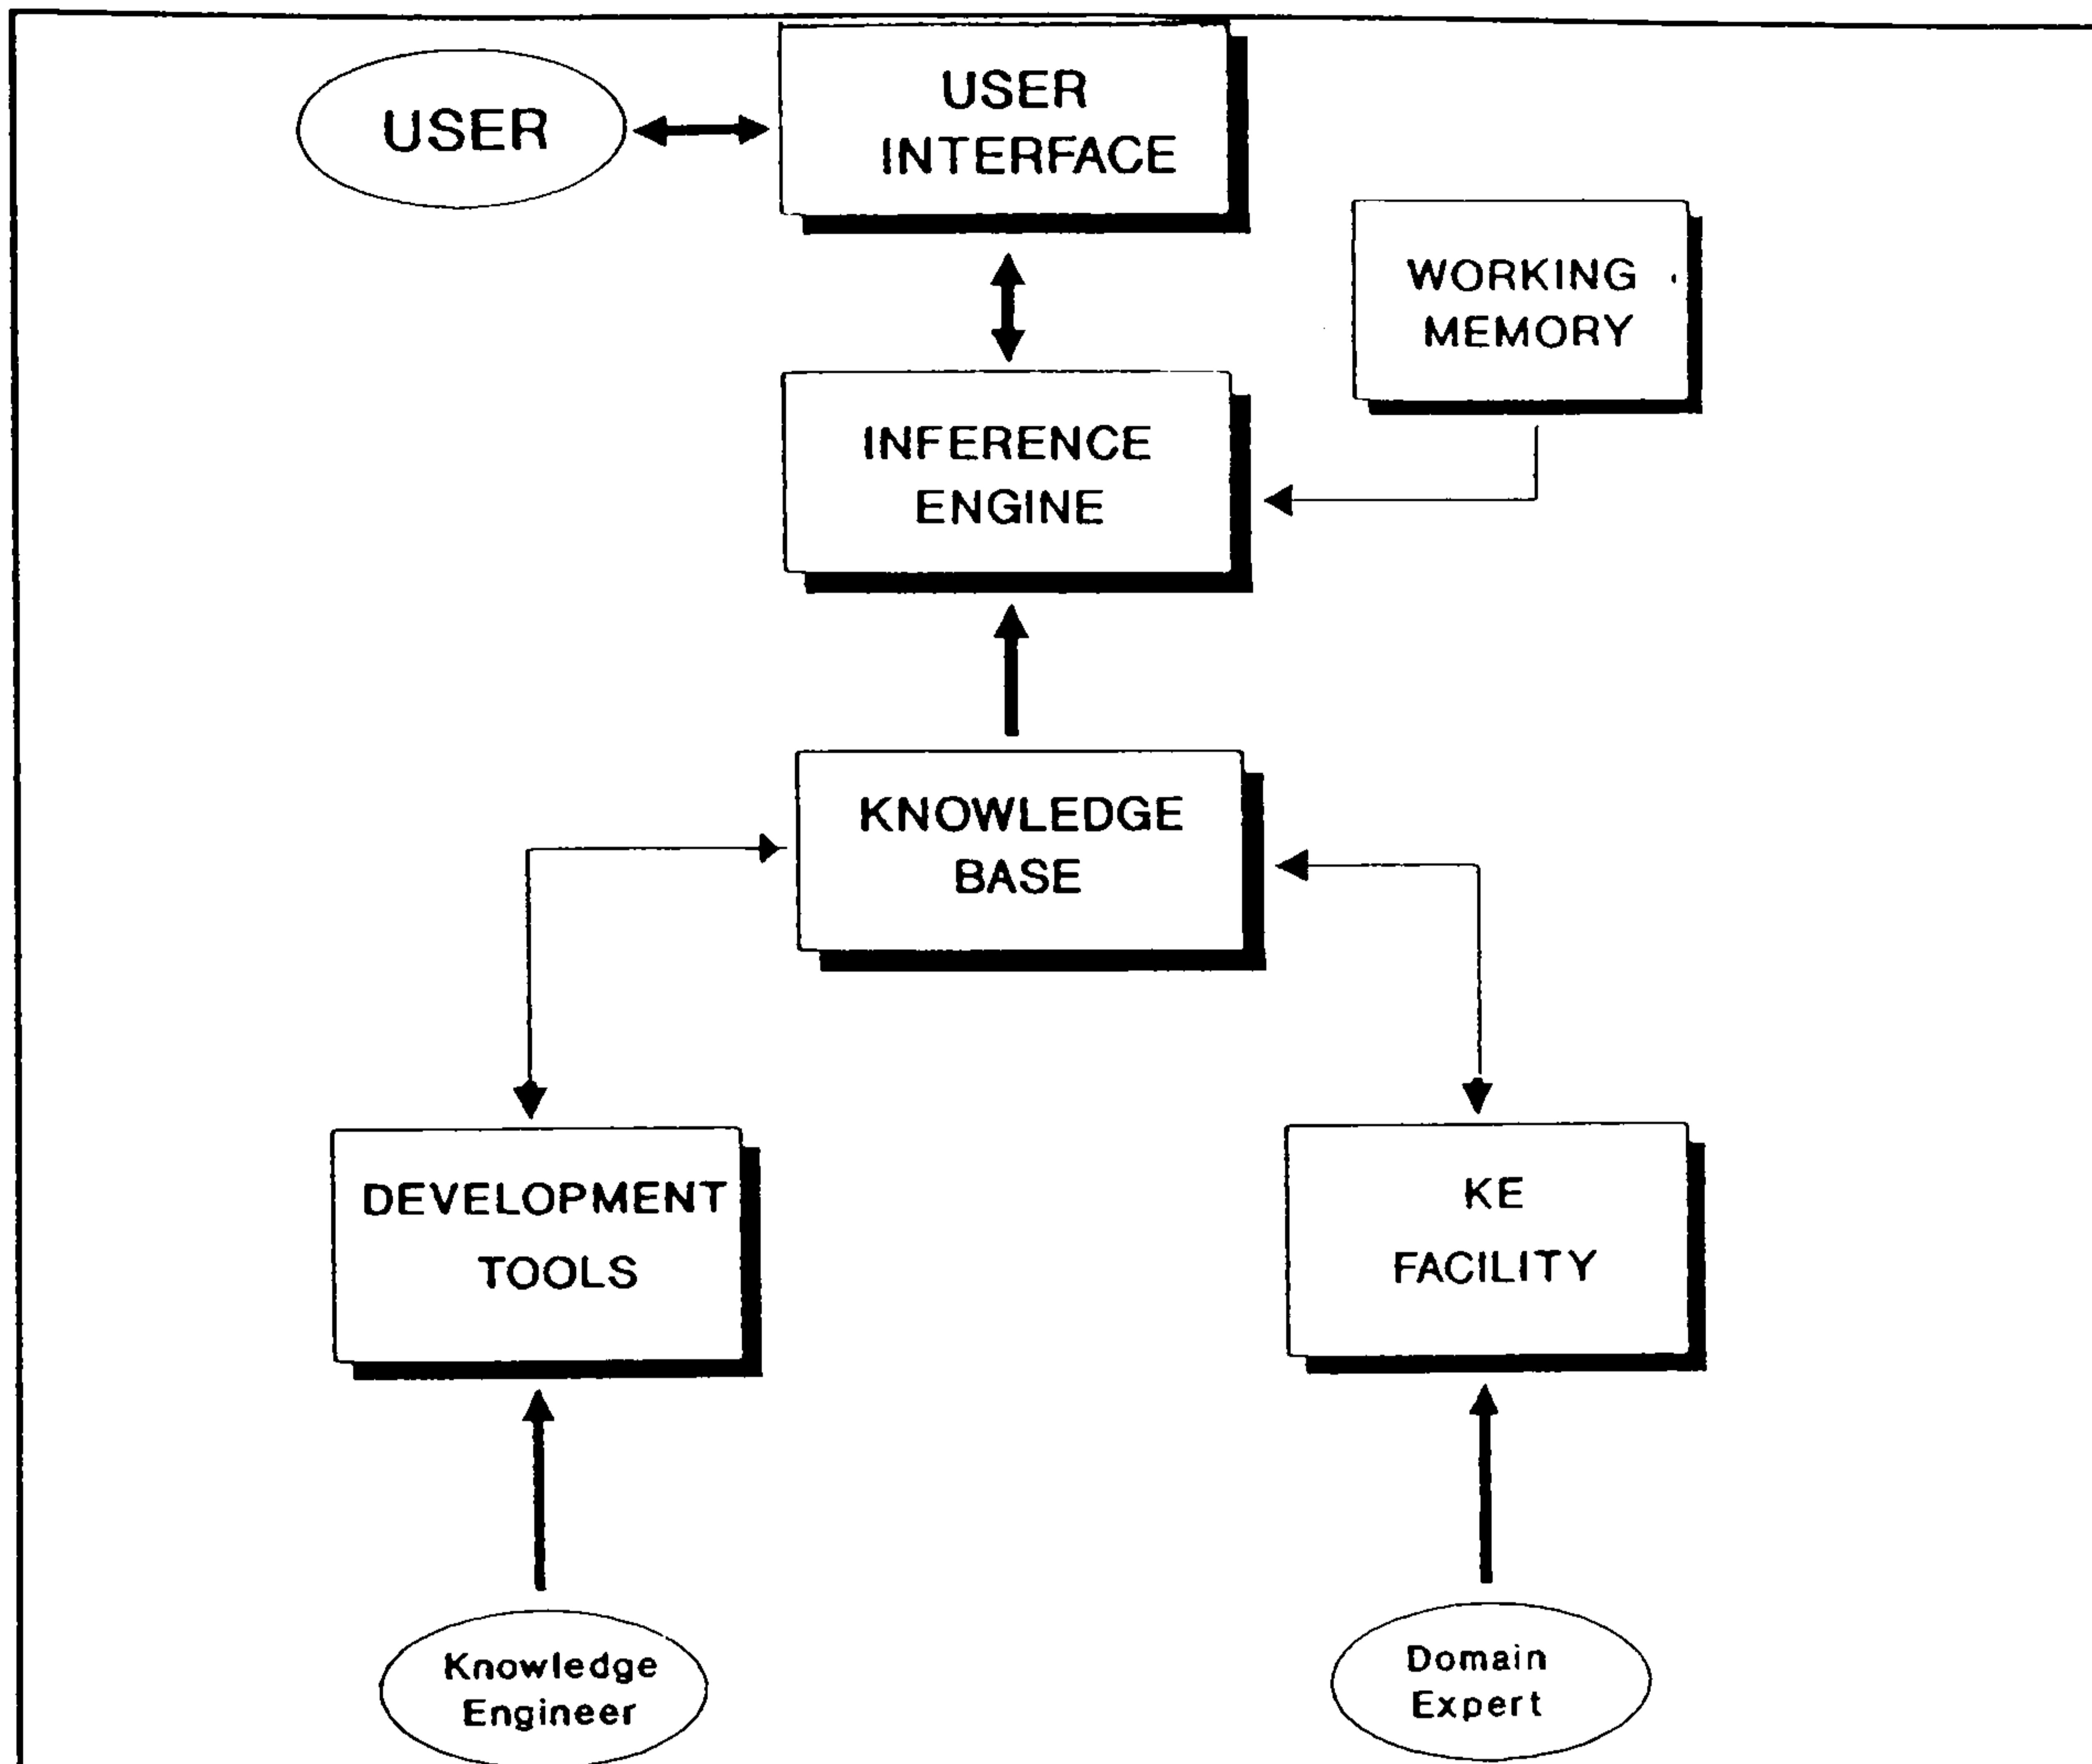 USER
USER
INTERFACE
WORKING
MEMORY
INFERENCE
ENGINE
KNOWLEDGE
BASE
DEVELOPMENT
TOOLS
KE
FACILITY
Knowledge
Engineer
Domain
Expert